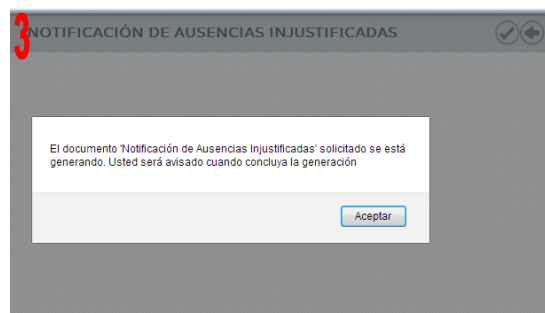 3
NOTIFICACIÓN DE AUSENCIAS INJUSTIFICADAS
El documento 'Notificación de Ausencias Injustificadas' solicitado se está
generando. Usted será avisado cuando concluya la generación
Aceptar